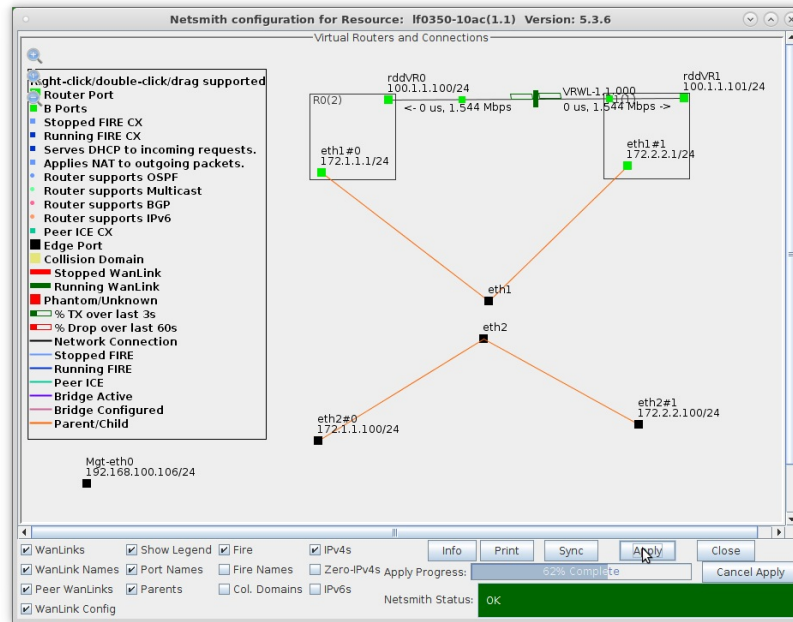 Netsmith configuration for Resource: lf0350-10ac(1.1) Version: 5.3.6
Virtual Routers and Connections
ght-click/double-click/drag supported
Router Port
B Ports
Stopped FIRE CX
Running FIRE CX
Serves DHCP to incoming requests.
Applies NAT to outgoing packets.
Router supports OSPF
Router supports Multicast
Router supports BGP
Router supports IPv6
Peer ICE CX
Edge Port
Collision Domain
Stopped WanLink
Running WanLink
Phantom/Unknown
% TX over last 3s
% Drop over last 60s
Network Connection
Stopped FIRE
Running FIRE
Peer ICE
Bridge Active
Bridge Configured
Parent/Child
rddVR0
100.1.1.100/24
rddVR1
100.1.1.101/24
R0(2)
VRWL-1.1.000
<- 0 us, 1.544 Mbps
0 us, 1.544 Mbps ->
eth1#0
172.1.1.1/24
eth1#1
172.2.2.1/24
eth1
eth2
eth2#0
172.1.1.100/24
eth2#1
172.2.2.100/24
Mgt-eth0
192.168.100.106/24
WanLinks Show Legend Fire IPv4s Info Print Sync Apply Close
WanLink Names Port Names Fire Names Zero-IPv4s Apply Progress: 62% Complete Cancel Apply
Peer WanLinks Parents Col. Domains IPv6s
WanLink Config
Netsmith Status: OK